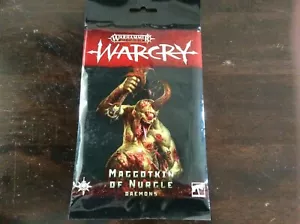 WARHAMMER
WARCRY
MAGGOTKIN
OF NURGLE
DAEMONS